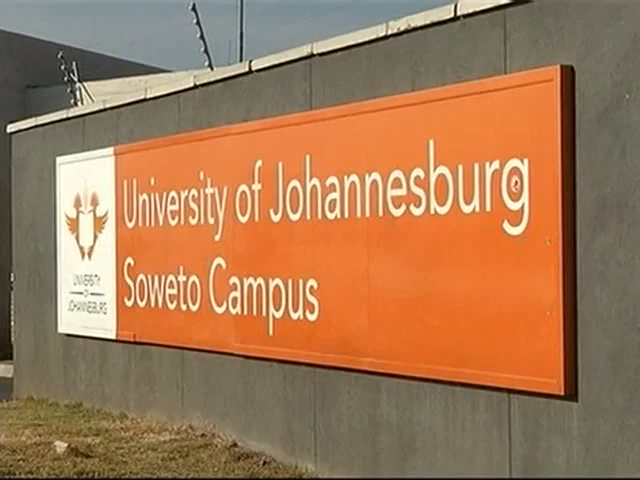 University of Johannesburg
Soweto Campus
UNIVERSITY
OF
JOHANNESBURG